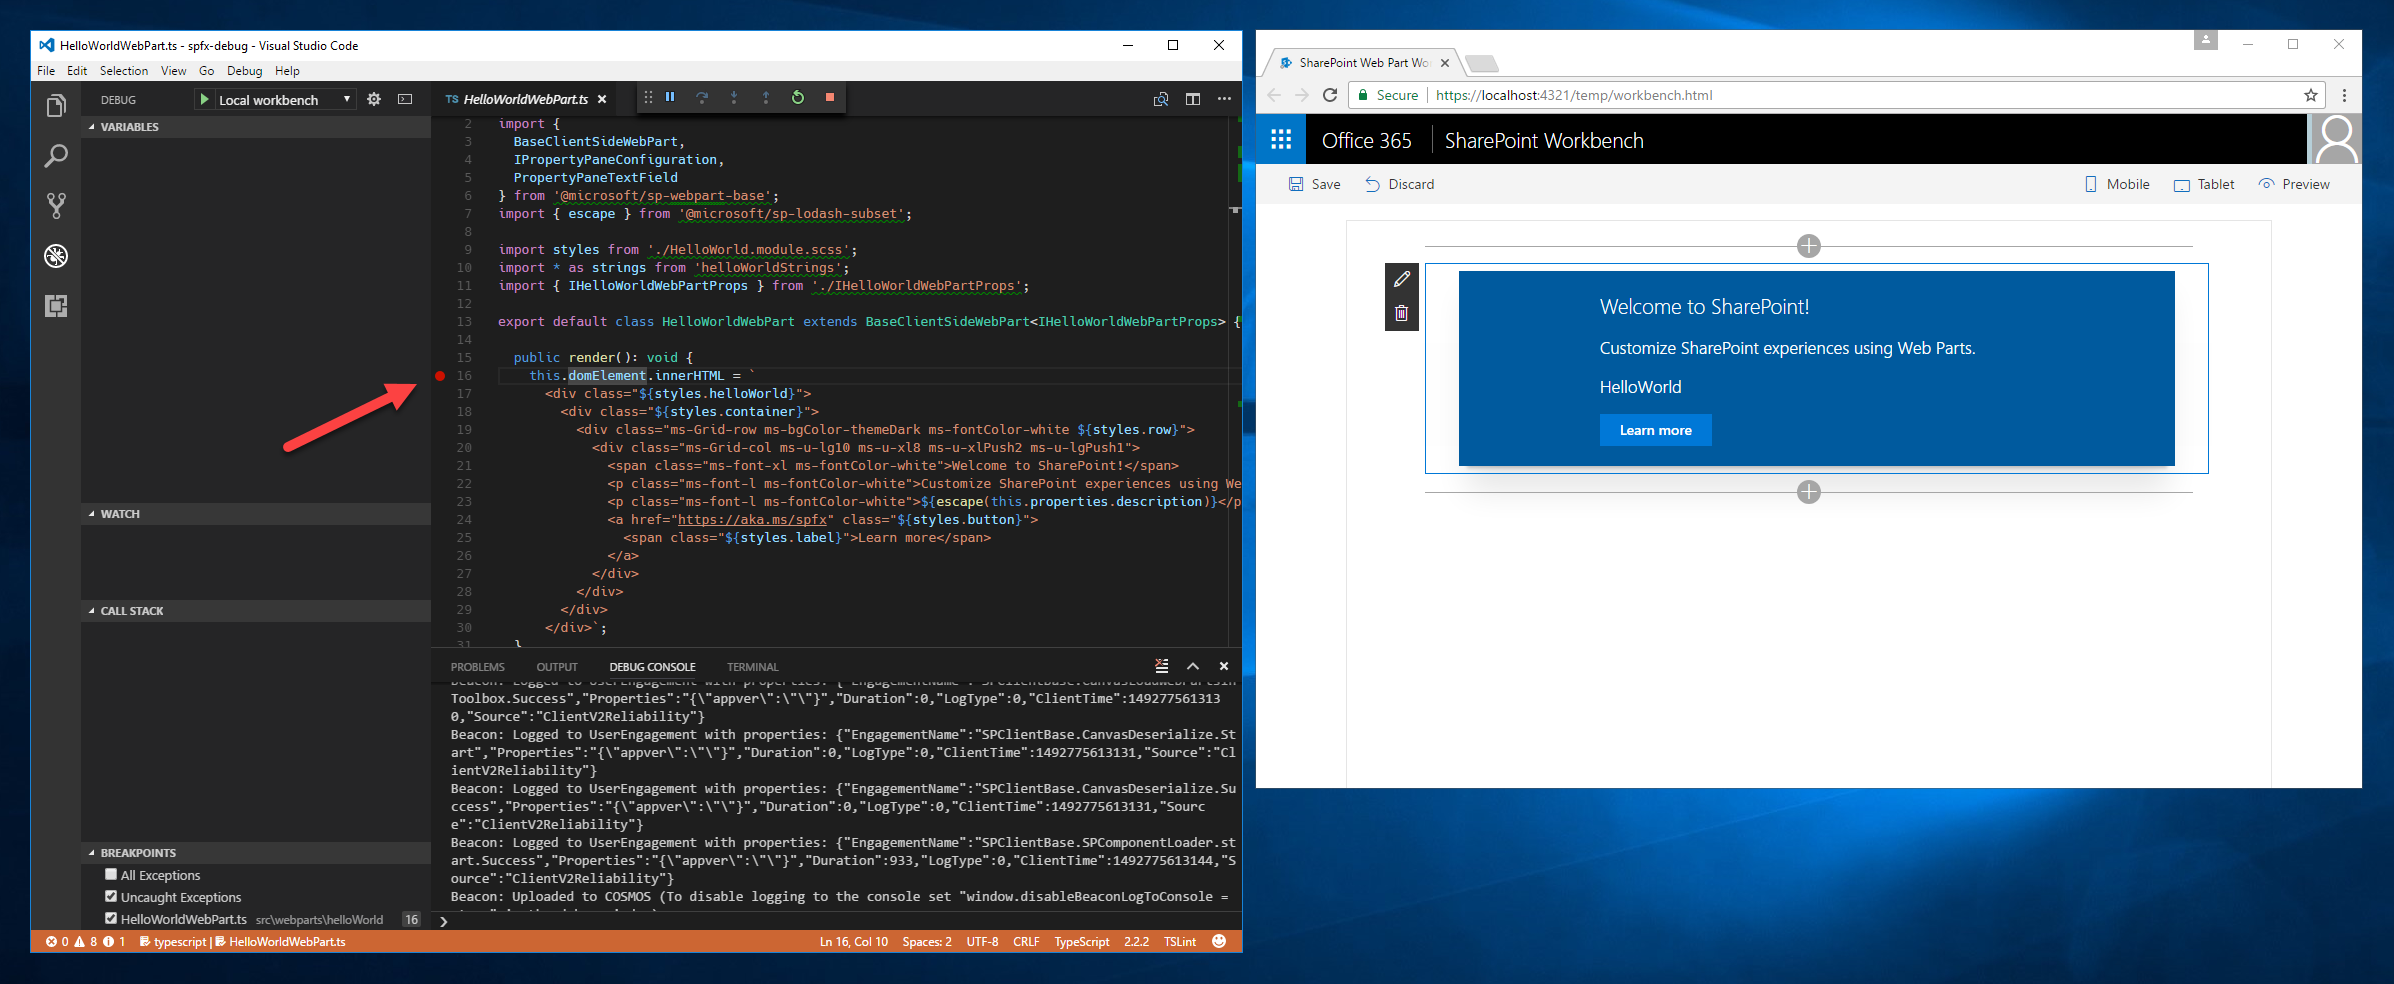 HelloWorldWebPart.ts - spfx-debug - Visual Studio Code
File Edit Selection View Go Debug Help
DEBUG Local workbench
VARIABLES
WATCH
CALL STACK
BREAKPOINTS
All Exceptions
Uncaught Exceptions
HelloWorldWebPart.ts src\webparts\helloWorld 16
TS HelloWorldWebPart.ts
2 import {
3 BaseClientSideWebPart,
4 IPropertyPaneConfiguration,
5 PropertyPaneTextField
6 } from '@microsoft/sp-webpart-base';
7 import { escape } from '@microsoft/sp-lodash-subset';
8
9 import styles from './HelloWorld.module.scss';
10 import * as strings from 'helloWorldStrings';
11 import { IHelloWorldWebPartProps } from './IHelloWorldWebPartProps';
12
13 export default class HelloWorldWebPart extends BaseClientSideWebPart<IHelloWorldWebPartProps> {
14
15 public render(): void {
16 this.domElement.innerHTML = `
17 <div class="${styles.helloWorld}">
18 <div class="${styles.container}">
19 <div class="ms-Grid-row ms-bgColor-themeDark ms-fontColor-white ${styles.row}">
20 <div class="ms-Grid-col ms-u-lg10 ms-u-xl8 ms-u-xlPush2 ms-u-lgPush1">
21 <span class="ms-font-xl ms-fontColor-white">Welcome to SharePoint!</span>
22 <p class="ms-font-l ms-fontColor-white">Customize SharePoint experiences using We
23 <p class="ms-font-l ms-fontColor-white">${escape(this.properties.description)}</p
24 <a href="https://aka.ms/spfx" class="${styles.button}">
25 <span class="${styles.label}">Learn more</span>
26 </a>
27 </div>
28 </div>
29 </div>
30 </div>`;
31 }
PROBLEMS OUTPUT DEBUG CONSOLE TERMINAL
Beacon: Logged to UserEngagement with properties: {"EngagementName":"SPClientBase.CanvasLoadWebPartsIn
Toolbox.Success","Properties":"{\"appver\":\"\"}","Duration":0,"LogType":0,"ClientTime":149277561313
0,"Source":"ClientV2Reliability"}
Beacon: Logged to UserEngagement with properties: {"EngagementName":"SPClientBase.CanvasDeserialize.St
art","Properties":"{\"appver\":\"\"}","Duration":0,"LogType":0,"ClientTime":1492775613131,"Source":"Cl
ientV2Reliability"}
Beacon: Logged to UserEngagement with properties: {"EngagementName":"SPClientBase.CanvasDeserialize.Su
ccess","Properties":"{\"appver\":\"\"}","Duration":0,"LogType":0,"ClientTime":1492775613131,"Sourc
e":"ClientV2Reliability"}
Beacon: Logged to UserEngagement with properties: {"EngagementName":"SPClientBase.SPComponentLoader.st
art.Success","Properties":"{\"appver\":\"\"}","Duration":933,"LogType":0,"ClientTime":1492775613144,"S
ource":"ClientV2Reliability"}
Beacon: Uploaded to COSMOS (To disable logging to the console set "window.disableBeaconLogToConsole =
0 8 1 typescript | HelloWorldWebPart.ts Ln 16, Col 10 Spaces: 2 UTF-8 CRLF TypeScript 2.2.2 TSLint
SharePoint Web Part Wo
Secure https://localhost:4321/temp/workbench.html
Office 365 SharePoint Workbench
Save Discard Mobile Tablet Preview
Welcome to SharePoint!
Customize SharePoint experiences using Web Parts.
HelloWorld
Learn more